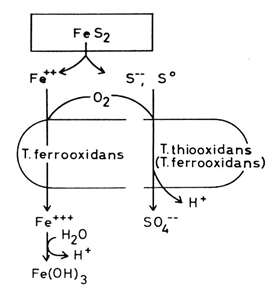 FeS₂
Fe⁺⁺ S⁻⁻, S°
O₂
T.ferrooxidans T.thiooxidans
(T.ferrooxidans)
H⁺
Fe⁺⁺⁺ SO₄⁻⁻
H₂O
H⁺
Fe(OH)₃